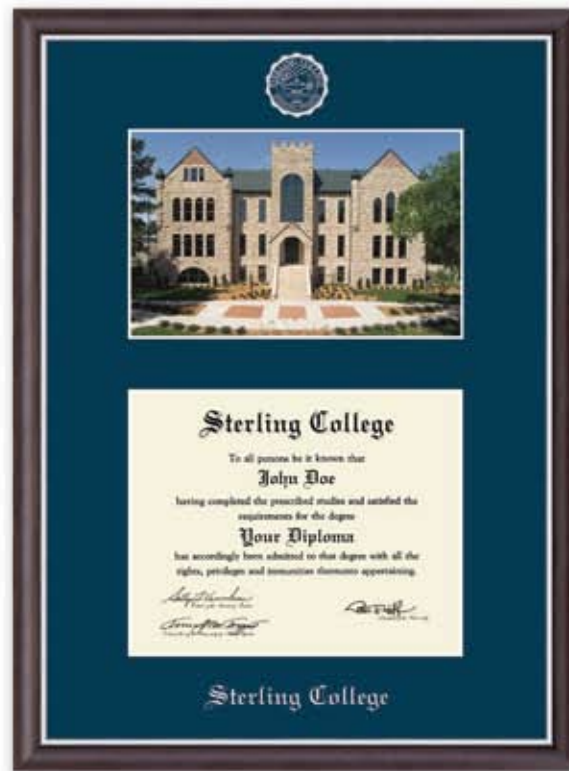 Sterling College
To all persons be it known that
John Doe
having completed the prescribed studies and satisfied the
requirements for the degree
Your Diploma
has accordingly been admitted to that degree with all the
rights, privileges and immunities thereunto appertaining.
Sterling College